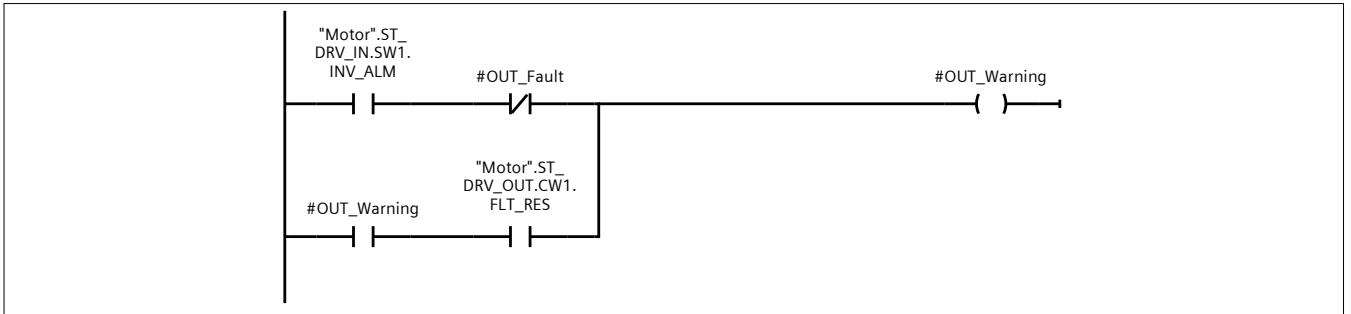 "Motor".ST_
DRV_IN.SW1.
INV_ALM
#OUT_Fault
#OUT_Warning
"Motor".ST_
DRV_OUT.CW1.
FLT_RES
#OUT_Warning